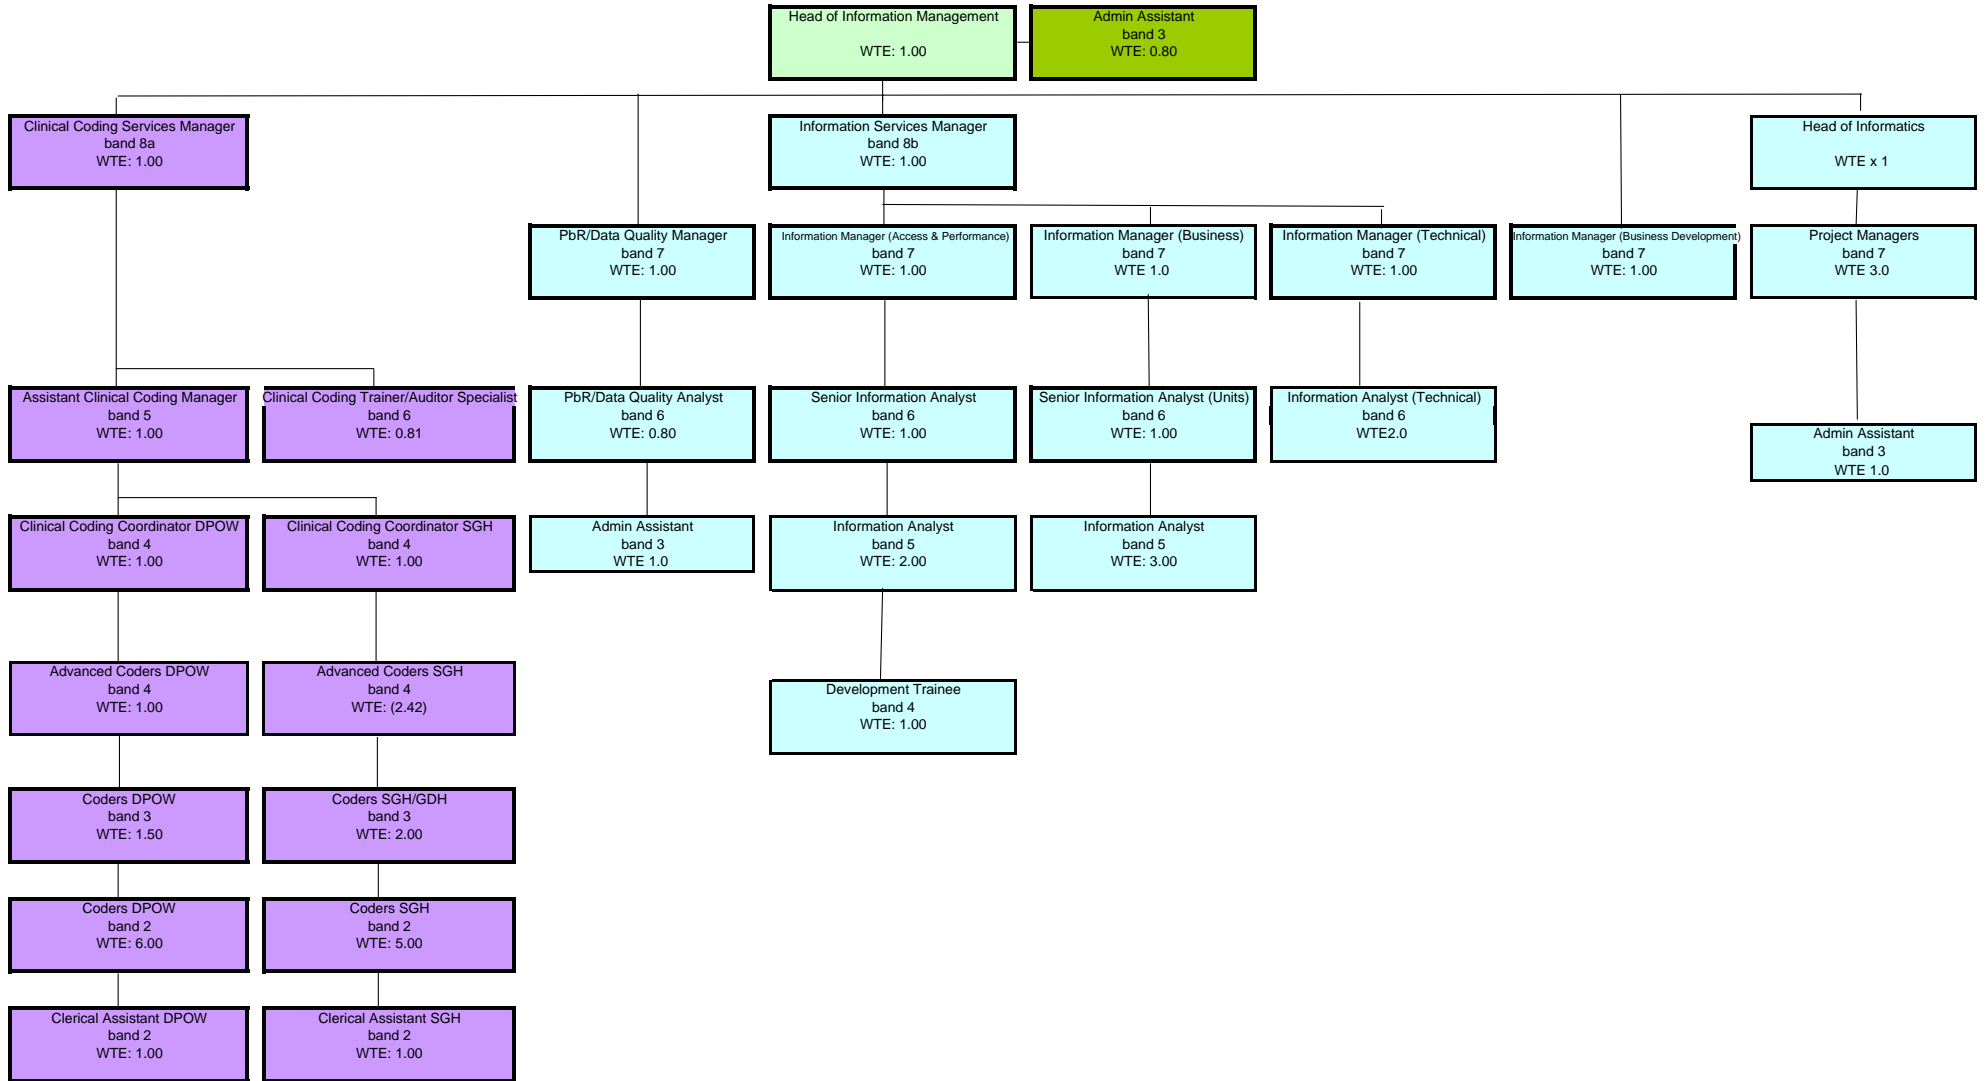 Head of Information Management
WTE: 1.00
Admin Assistant
band 3
WTE: 0.80
Clinical Coding Services Manager
band 8a
WTE: 1.00
Information Services Manager
band 8b
WTE: 1.00
Head of Informatics
WTE x 1
PbR/Data Quality Manager
band 7
WTE: 1.00
Information Manager (Access & Performance)
band 7
WTE: 1.00
Information Manager (Business)
band 7
WTE 1.0
Information Manager (Technical)
band 7
WTE: 1.00
Information Manager (Business Development)
band 7
WTE: 1.00
Project Managers
band 7
WTE 3.0
Assistant Clinical Coding Manager
band 5
WTE: 1.00
Clinical Coding Trainer/Auditor Specialist
band 6
WTE: 0.81
PbR/Data Quality Analyst
band 6
WTE: 0.80
Senior Information Analyst
band 6
WTE: 1.00
Senior Information Analyst (Units)
band 6
WTE: 1.00
Information Analyst (Technical)
band 6
WTE2.0
Admin Assistant
band 3
WTE 1.0
Clinical Coding Coordinator DPOW
band 4
WTE: 1.00
Clinical Coding Coordinator SGH
band 4
WTE: 1.00
Admin Assistant
band 3
WTE 1.0
Information Analyst
band 5
WTE: 2.00
Information Analyst
band 5
WTE: 3.00
Advanced Coders DPOW
band 4
WTE: 1.00
Advanced Coders SGH
band 4
WTE: (2.42)
Development Trainee
band 4
WTE: 1.00
Coders DPOW
band 3
WTE: 1.50
Coders SGH/GDH
band 3
WTE: 2.00
Coders DPOW
band 2
WTE: 6.00
Coders SGH
band 2
WTE: 5.00
Clerical Assistant DPOW
band 2
WTE: 1.00
Clerical Assistant SGH
band 2
WTE: 1.00